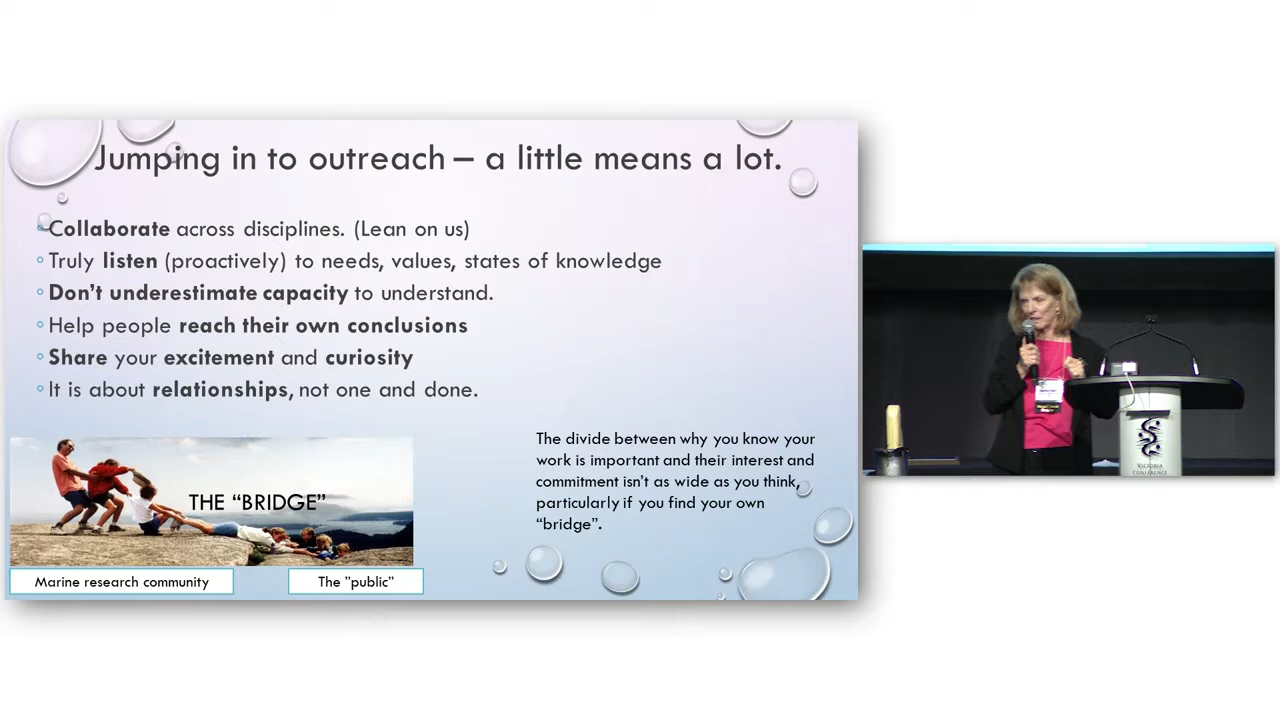 Jumping in to outreach – a little means a lot.
Collaborate across disciplines. (Lean on us)
Truly listen (proactively) to needs, values, states of knowledge
Don't underestimate capacity to understand.
Help people reach their own conclusions
Share your excitement and curiosity
It is about relationships, not one and done.
The divide between why you know your
work is important and their interest and
commitment isn't as wide as you think,
particularly if you find your own
“bridge”.
THE “BRIDGE”
Marine research community
The ”public”
VICTORIA
CONFERENCE